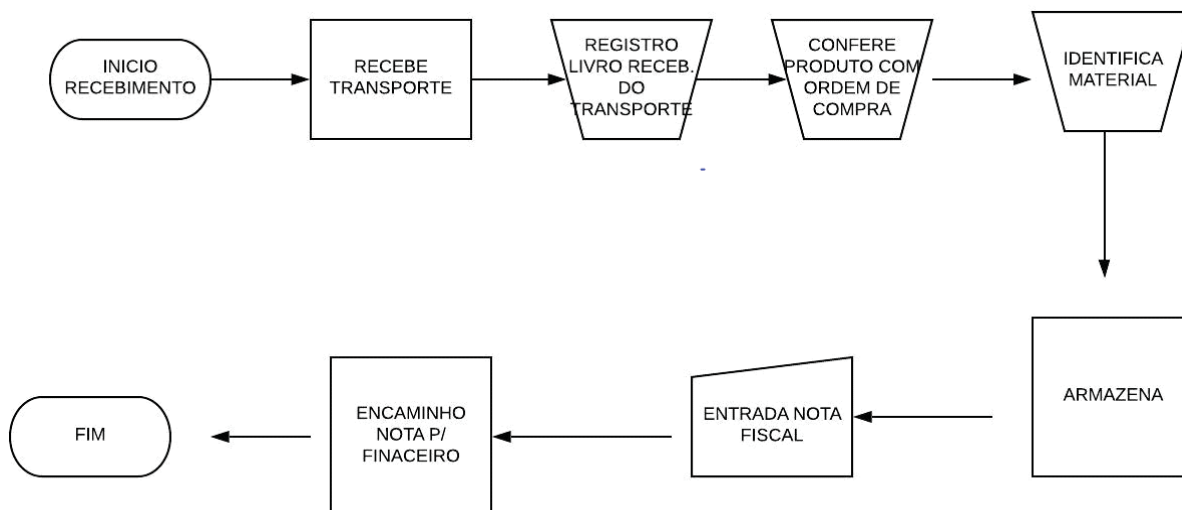 INICIO
RECEBIMENTO
RECEBE
TRANSPORTE
REGISTRO
LIVRO RECEB.
DO
TRANSPORTE
CONFERE
PRODUTO COM
ORDEM DE
COMPRA
IDENTIFICA
MATERIAL
ARMAZENA
ENTRADA NOTA
FISCAL
ENCAMINHO
NOTA P/
FINACEIRO
FIM